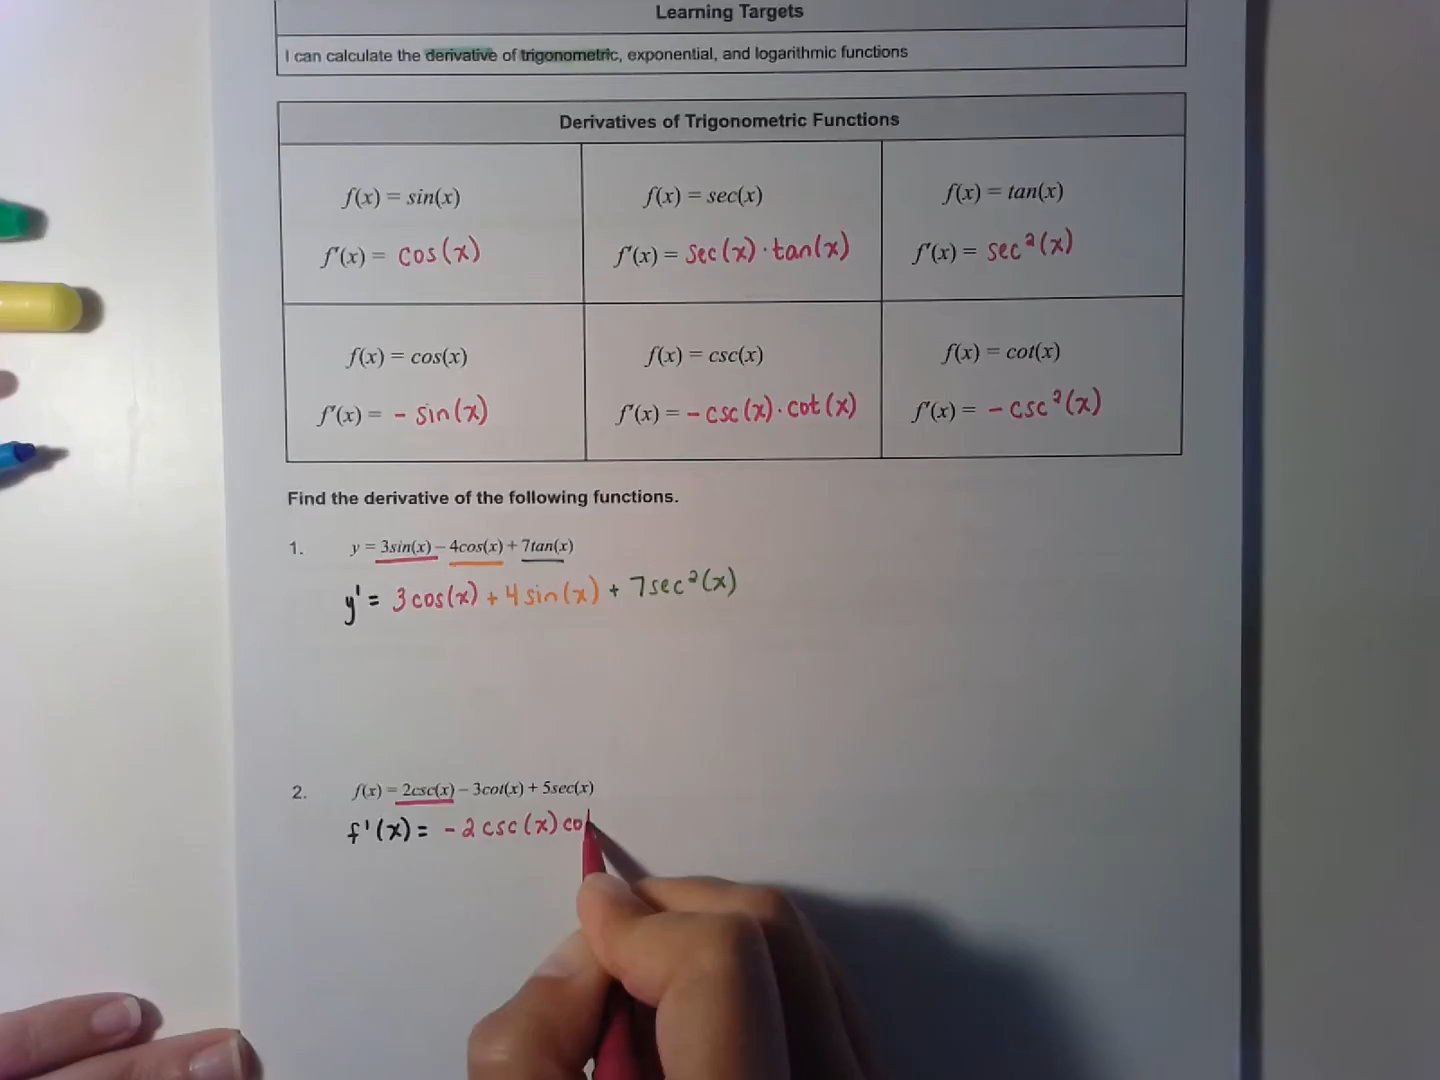 Learning Targets
I can calculate the derivative of trigonometric, exponential, and logarithmic functions
Derivatives of Trigonometric Functions
f(x) = sin(x)
f'(x) = cos(x)
f(x) = sec(x)
f'(x) = sec(x) · tan(x)
f(x) = tan(x)
f'(x) = sec²(x)
f(x) = cos(x)
f'(x) = - sin(x)
f(x) = csc(x)
f'(x) = - csc(x) · cot(x)
f(x) = cot(x)
f'(x) = - csc²(x)
Find the derivative of the following functions.
1. y = 3sin(x) – 4cos(x) + 7tan(x)
y' = 3cos(x) + 4sin(x) + 7sec²(x)
2. f(x) = 2csc(x) – 3cot(x) + 5sec(x)
f'(x) = - 2csc(x) co